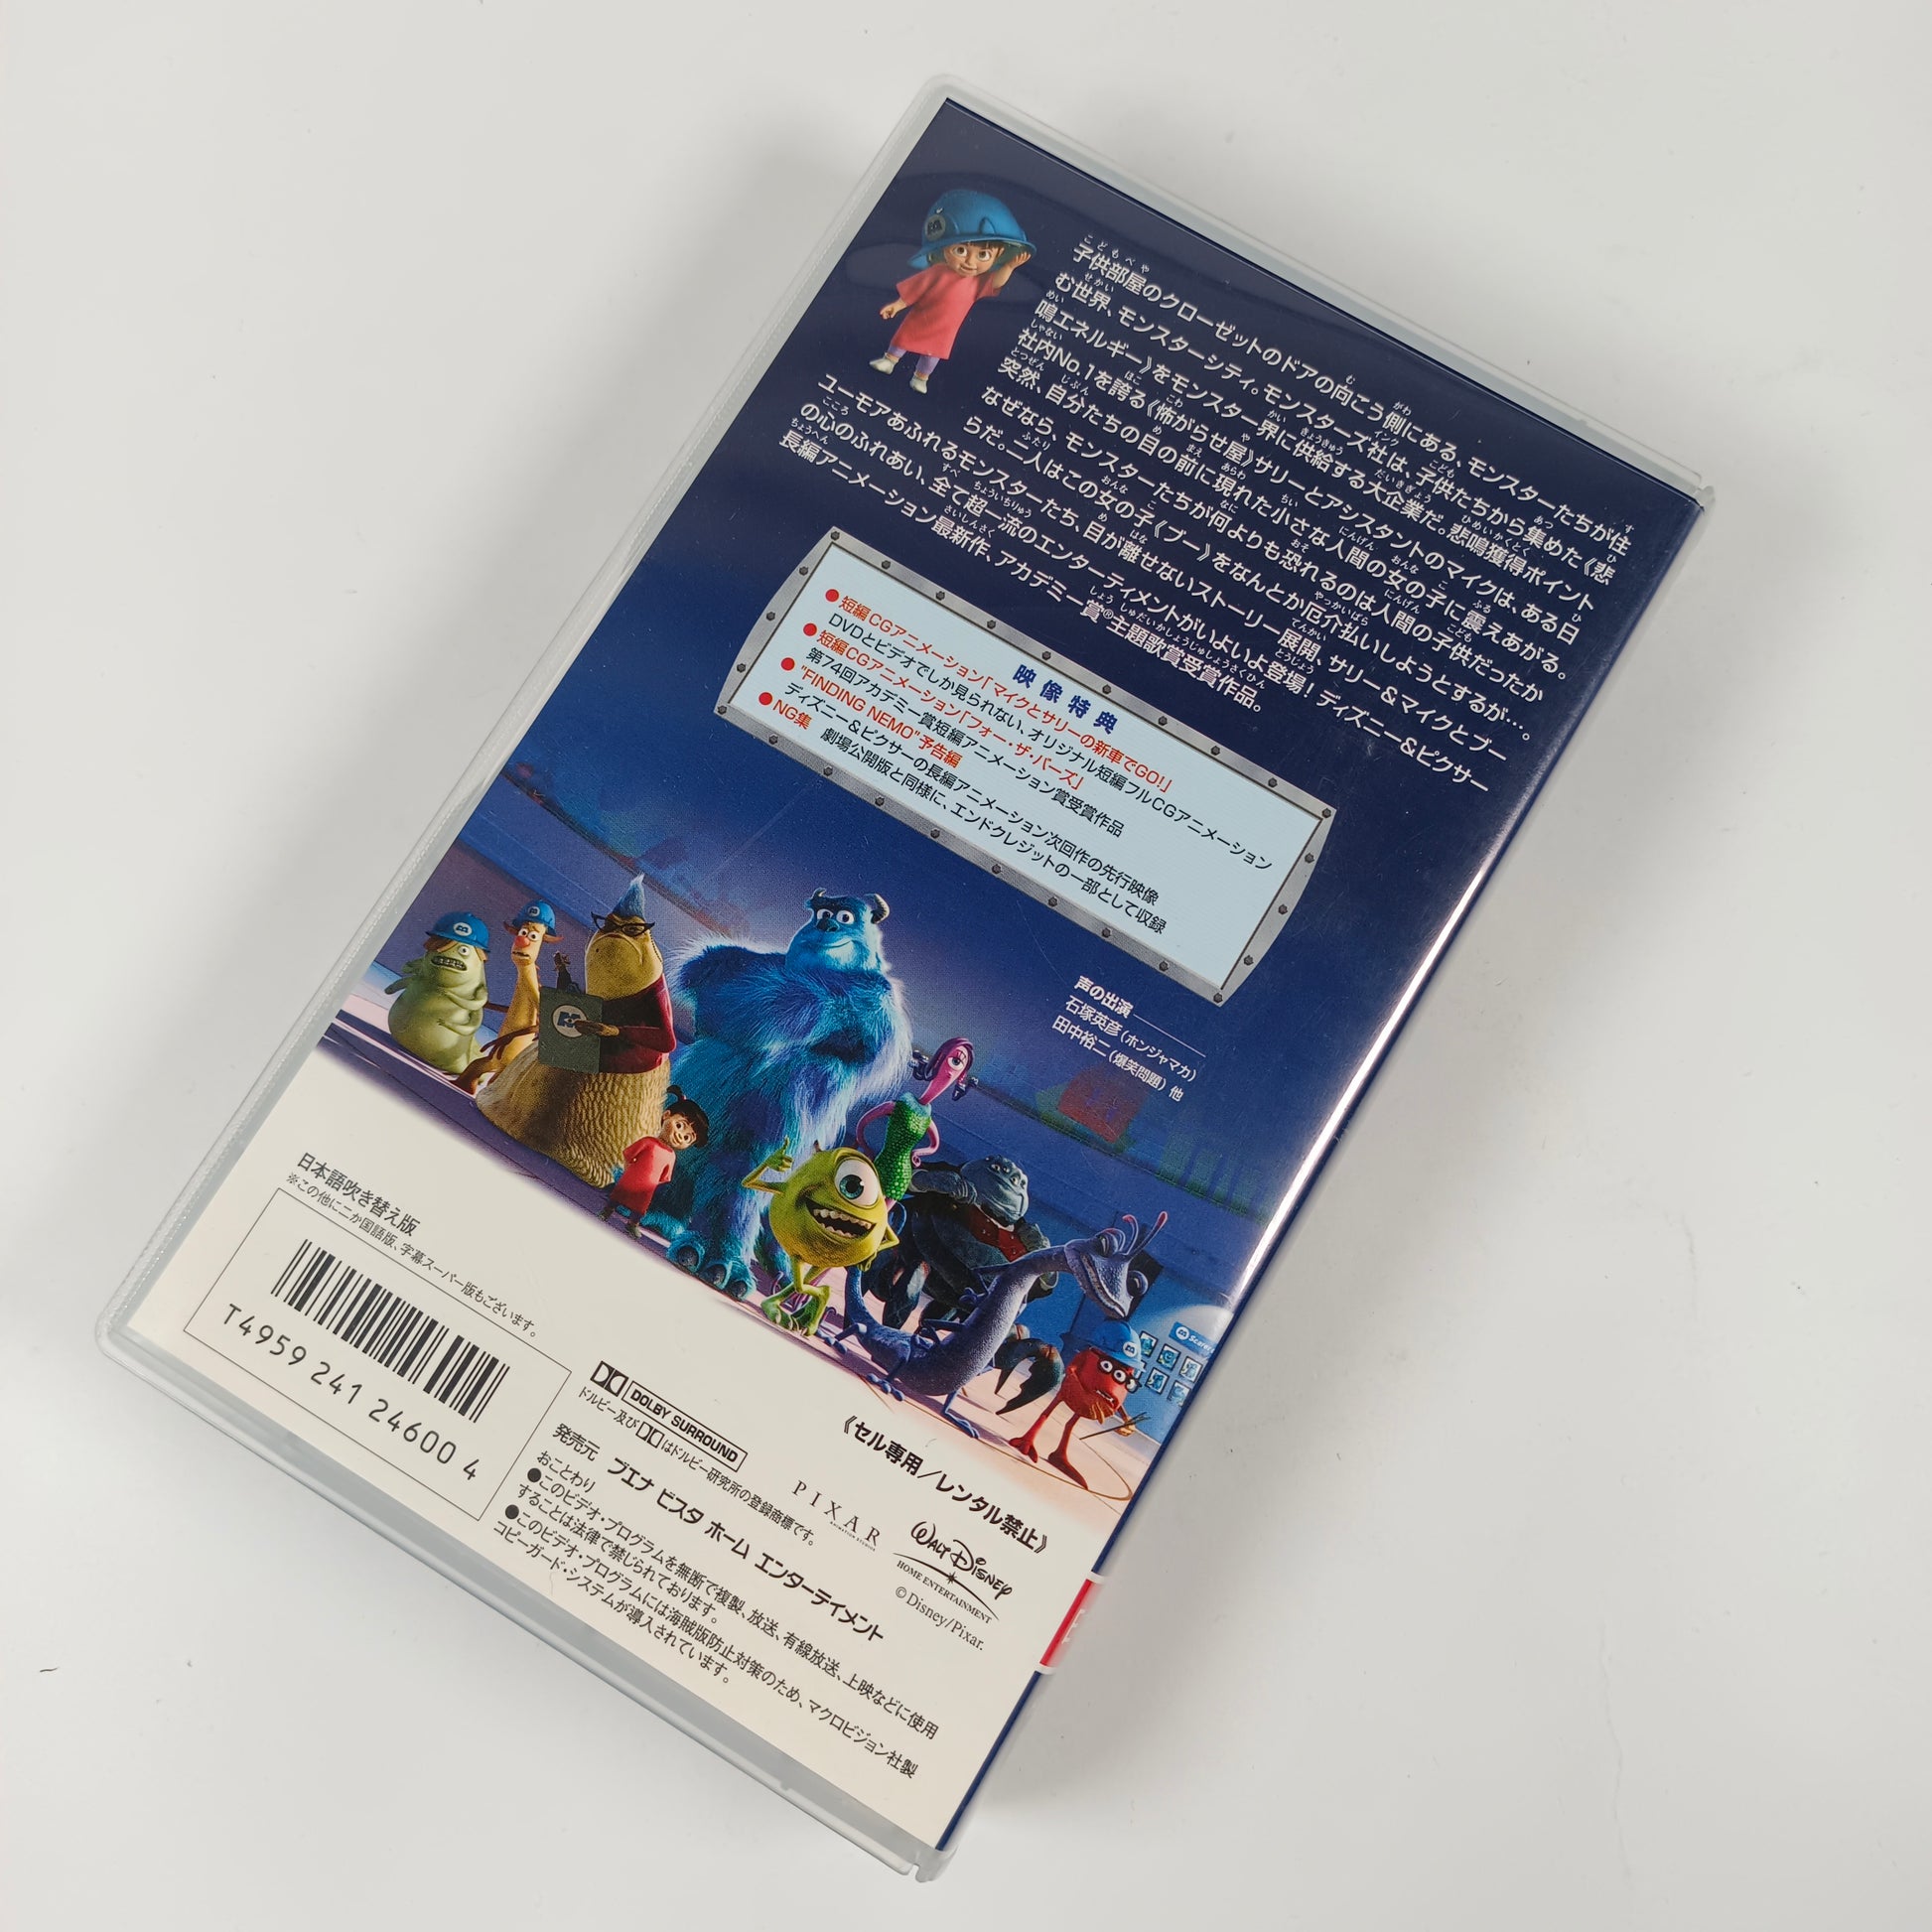 子供部屋のクローゼットのドアの向こう側にある、モンスターたちが住
む世界、モンスターシティ。モンスターズ社は、子供たちから集めた《悲
鳴エネルギー》をモンスター界に供給する大企業だ。悲鳴獲得ポイント
社内No.1を誇る《怖がらせ屋》サリーとアシスタントのマイクは、ある日
突然、自分たちの目の前に現れた小さな人間の女の子に震えあがる。
なぜなら、モンスターたちが何よりも恐れるのは人間の子供だったか
らだ。二人はこの女の子《ブー》をなんとか厄介払いしようとするが…。
ユーモアあふれるモンスターたち、目が離せないストーリー展開、サリー&マイクとブー
の心のふれあい、全て超一流のエンターテイメントがいよいよ登場! ディズニー&ピクサー
長編アニメーション最新作、アカデミー賞®主題歌賞受賞作品。
映像特典
●短編CGアニメーション「マイクとサリーの新車でGO!」
DVDとビデオでしか見られない、オリジナル短編フルCGアニメーション
●短編CGアニメーション「フォー・ザ・バーズ」
第74回アカデミー賞短編アニメーション賞受賞作品
●"FINDING NEMO"予告編
ディズニー&ピクサーの長編アニメーション次回作の先行映像
●NG集 劇場公開版と同様に、エンドクレジットの一部として収録
声の出演
石塚英彦(ホンジャマカ)
田中裕二(爆笑問題) 他
日本語吹き替え版
※この他に二か国語版、字幕スーパー版もございます。
T4959 241 24600 4
《セル専用/レンタル禁止》
DOLBY SURROUND
ドルビー及びはドルビー研究所の登録商標です。
PIXAR
ANIMATION STUDIOS
WALT DISNEY
HOME ENTERTAINMENT
©Disney/Pixar.
発売元 ブエナ ビスタ ホーム エンターテイメント
おことわり
●このビデオ・プログラムを無断で複製、放送、有線放送、上映などに使用
することは法律で禁じられております。
●このビデオ・プログラムには海賊版防止対策のため、マクロビジョン社製
コピーガード・システムが導入されています。